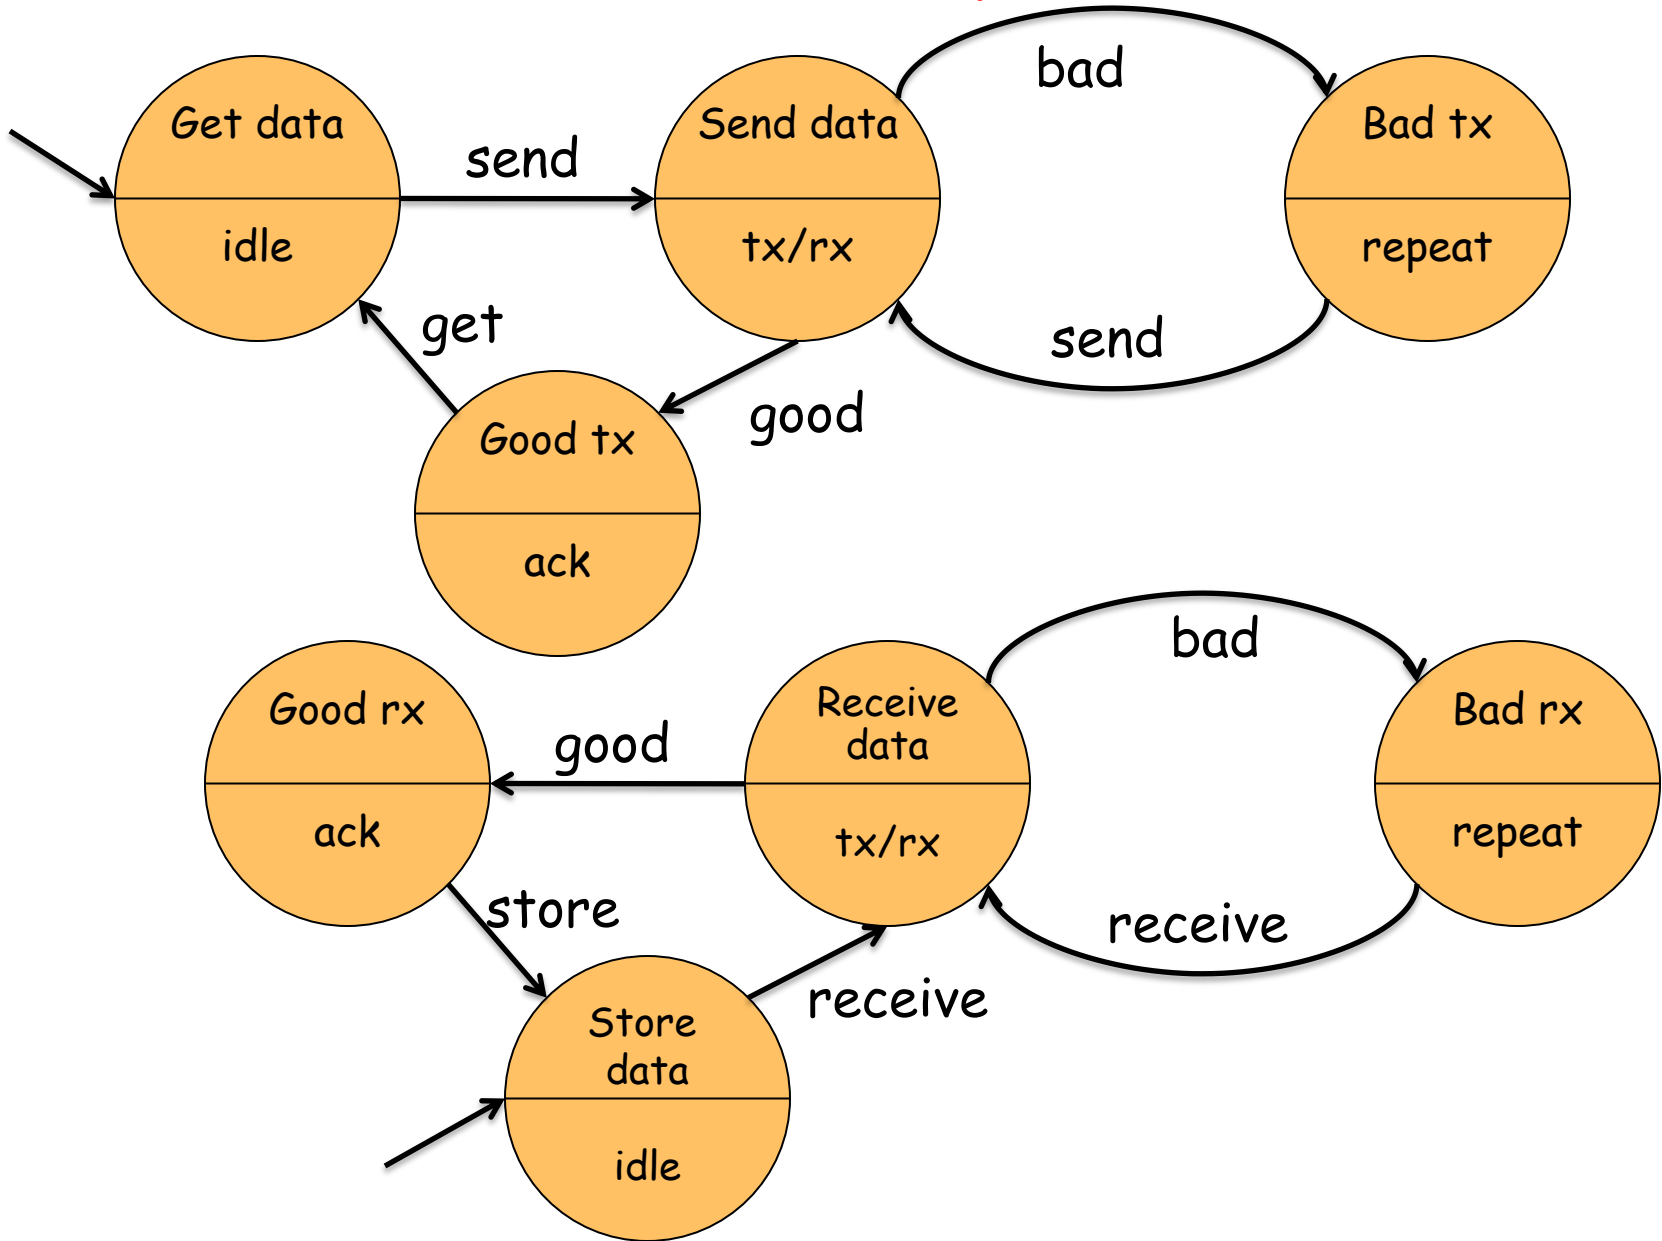 bad
Get data
Send data
Bad tx
send
idle
tx/rx
repeat
get
send
good
Good tx
ack
bad
Good rx
Receive
data
Bad rx
good
ack
tx/rx
repeat
store
receive
receive
Store
data
idle